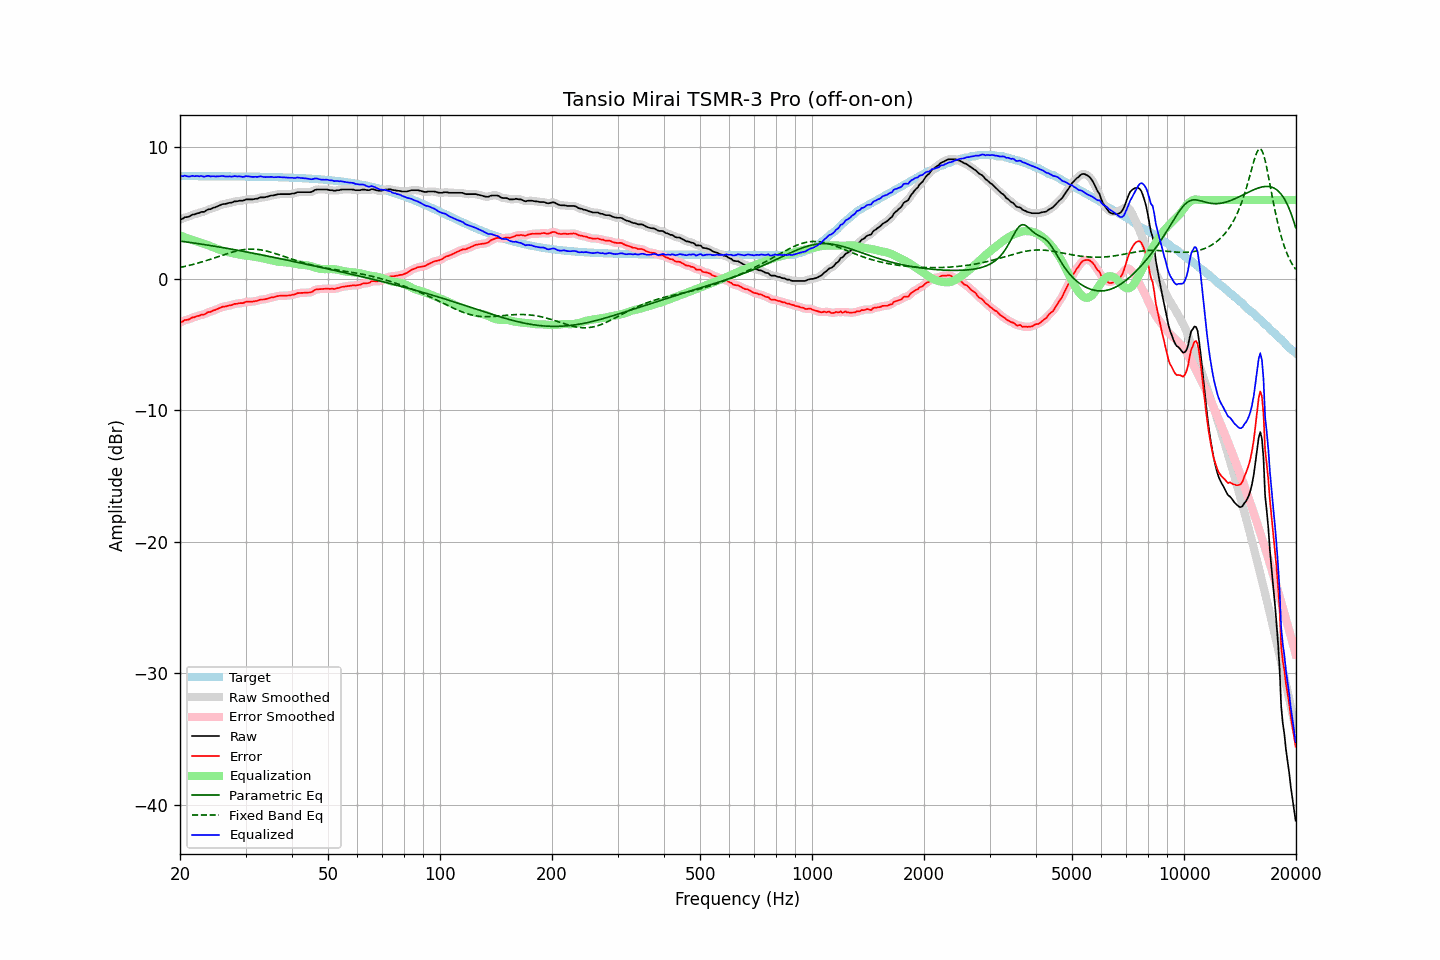 Tansio Mirai TSMR-3 Pro (off-on-on)
10
0
−10
−20
−30
−40
Amplitude (dBr)
Target
Raw Smoothed
Error Smoothed
Raw
Error
Equalization
Parametric Eq
Fixed Band Eq
Equalized
20 50 100 200 500 1000 2000 5000 10000 20000
Frequency (Hz)